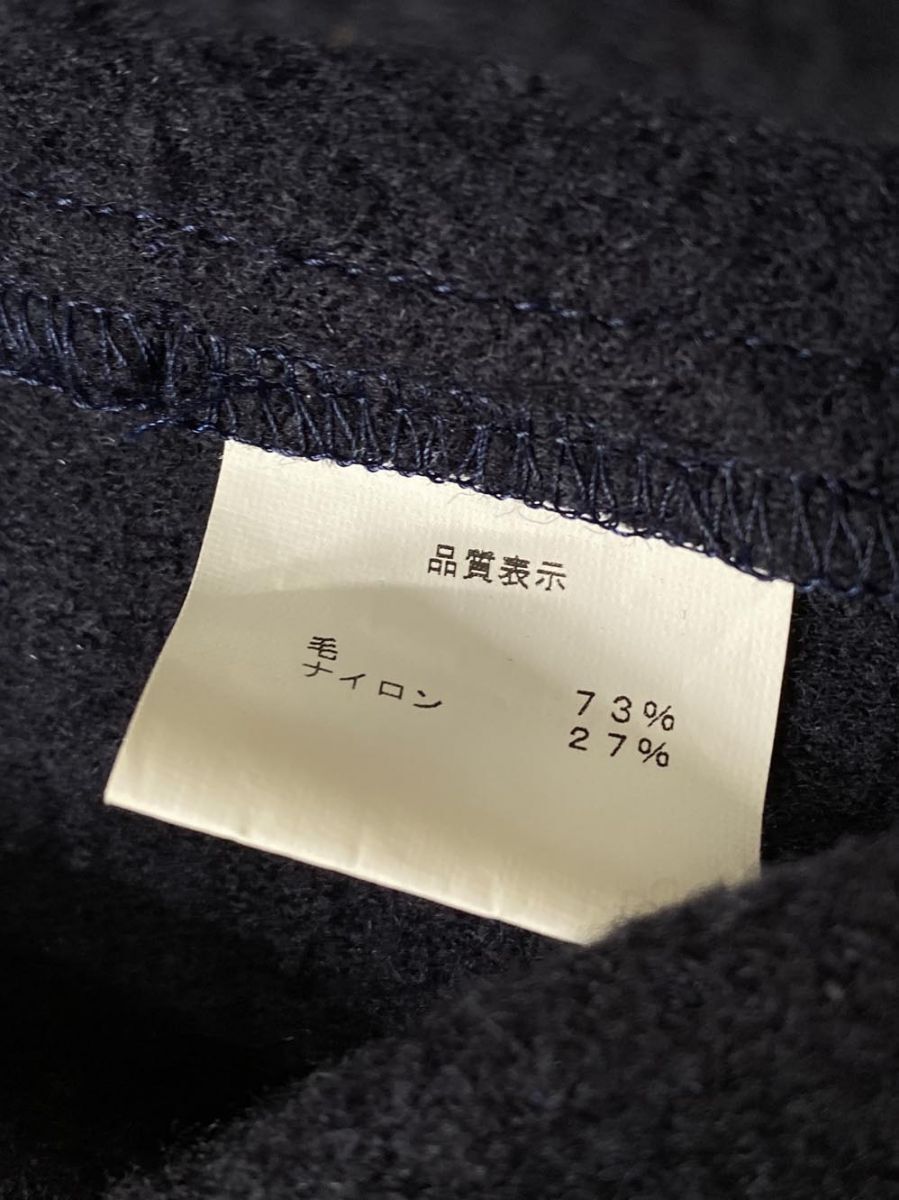 品質表示
毛 73%
ナイロン 27%